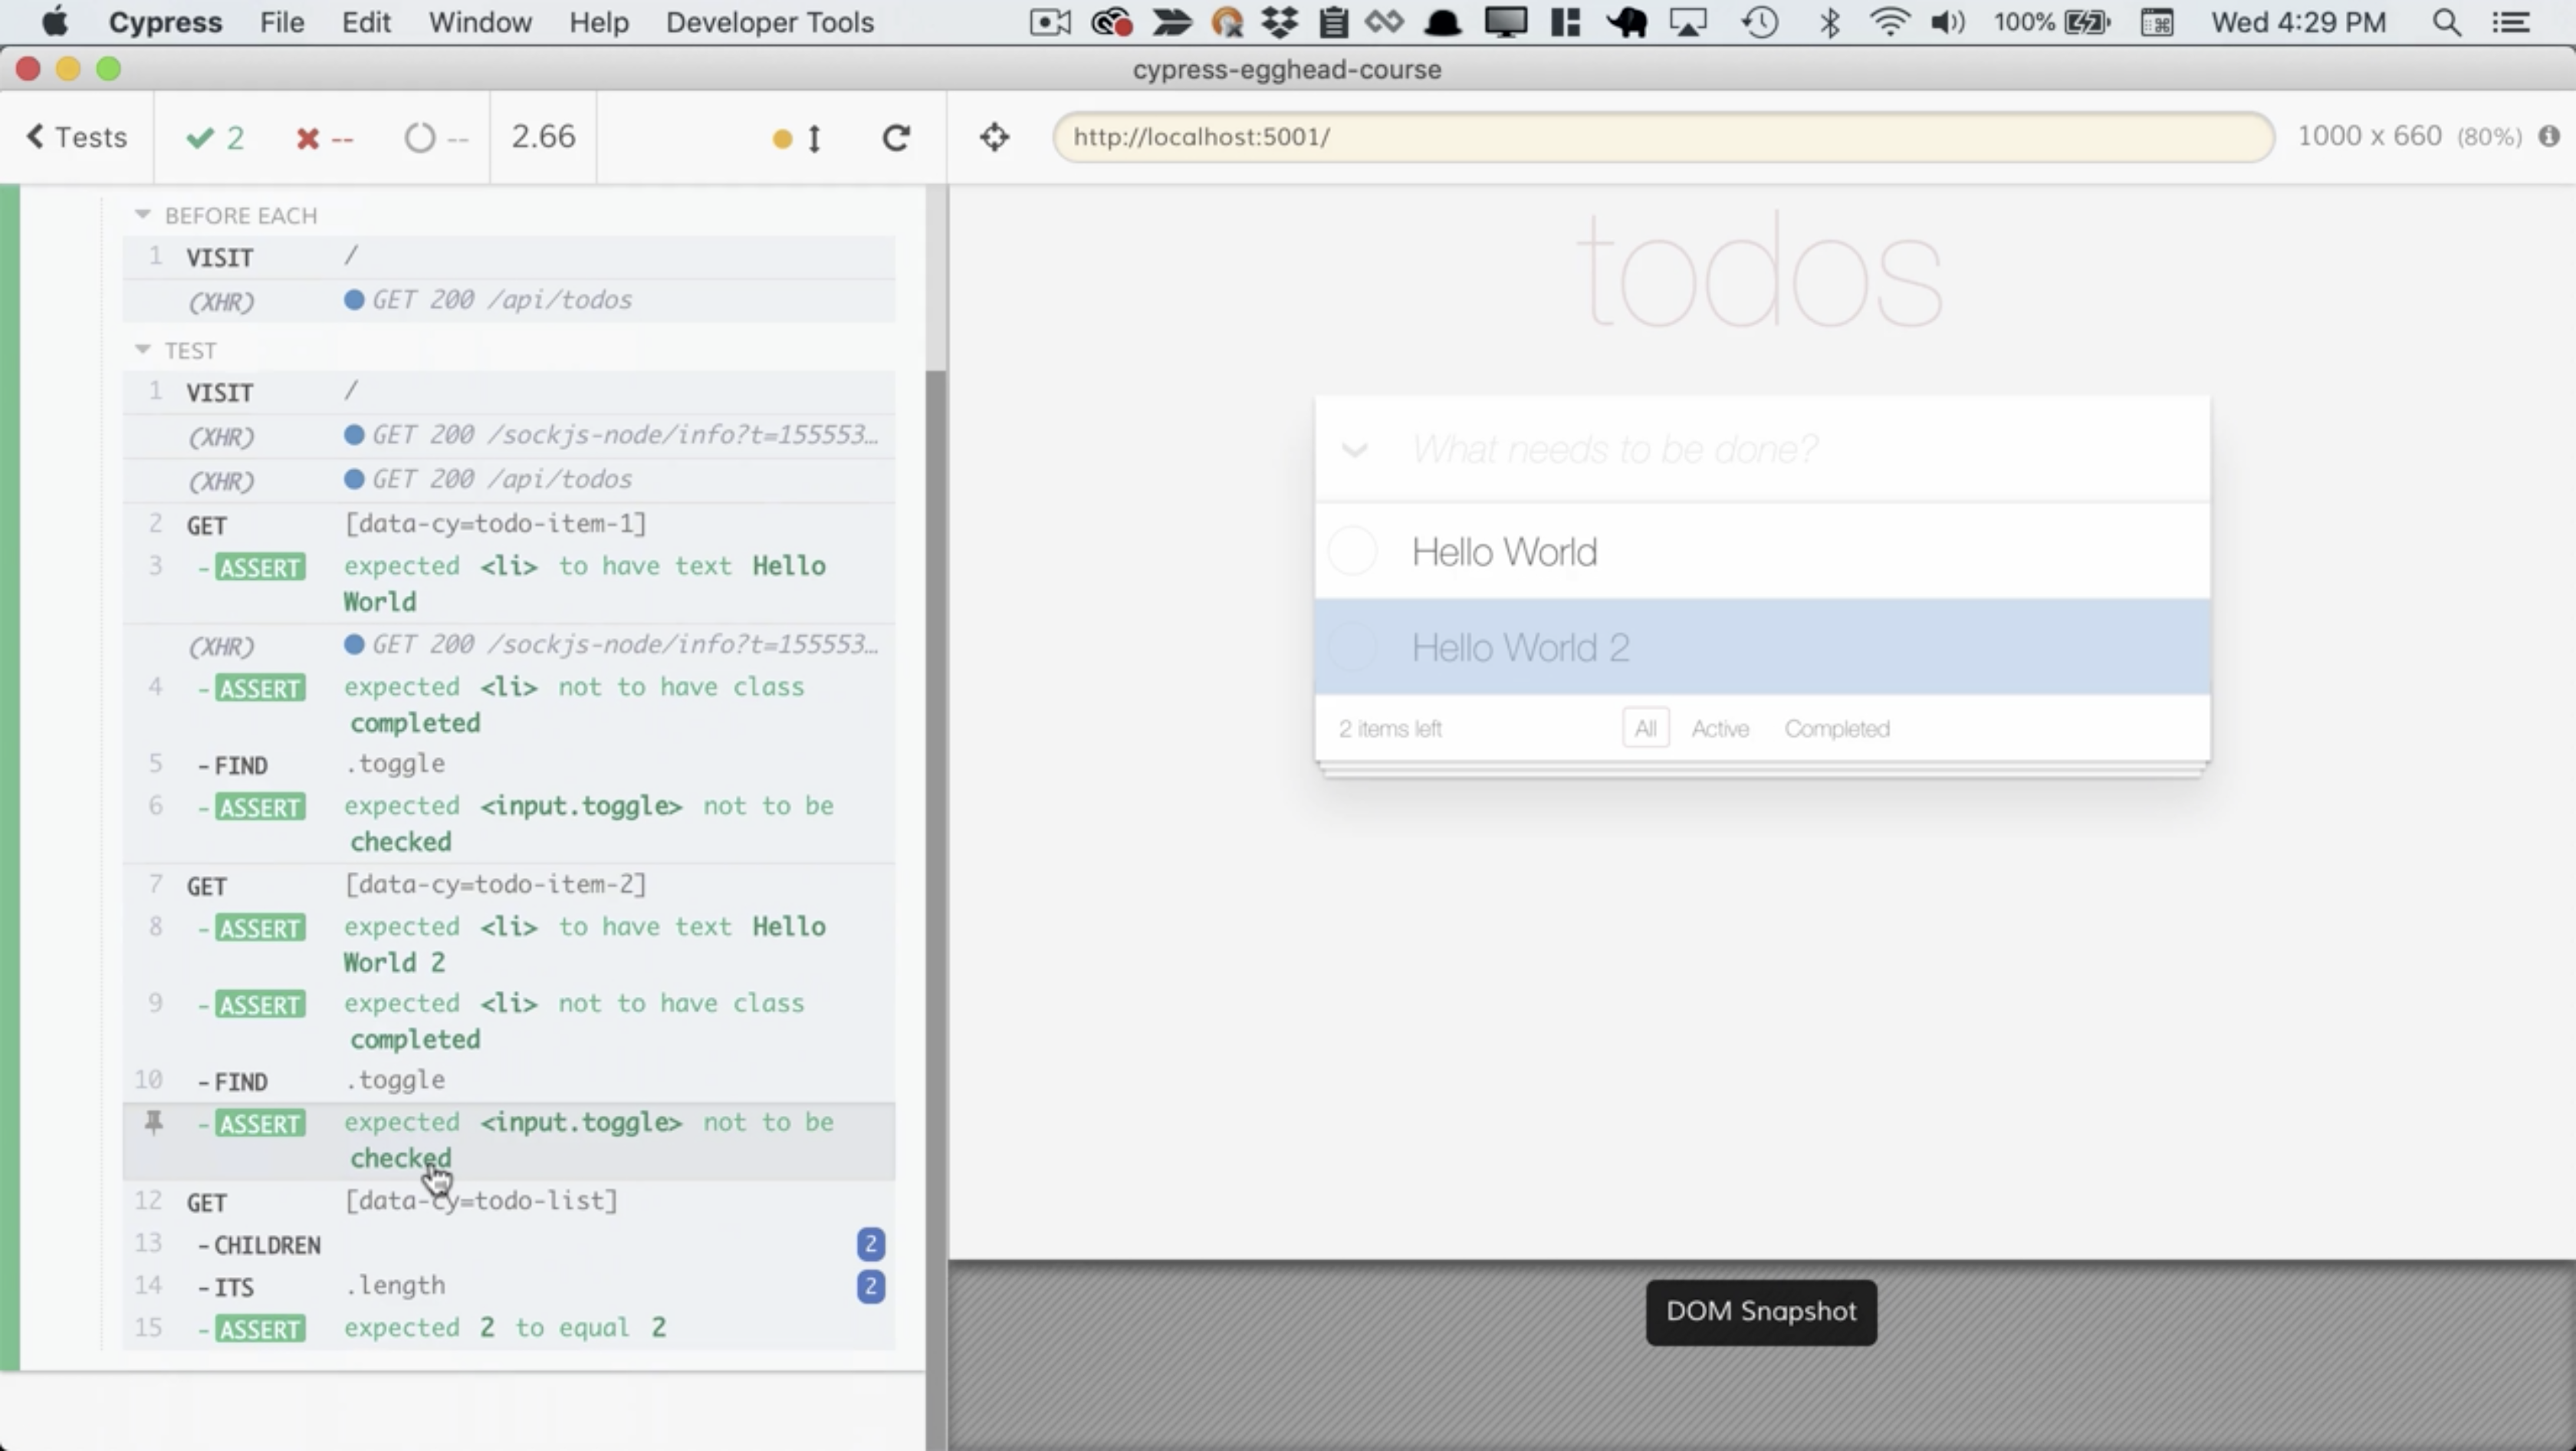 Cypress File Edit Window Help Developer Tools 100% Wed 4:29 PM
cypress-egghead-course
Tests 2 -- -- 2.66 http://localhost:5001/ 1000 x 660 (80%)
BEFORE EACH
1 VISIT /
(XHR) GET 200 /api/todos
TEST
1 VISIT /
(XHR) GET 200 /sockjs-node/info?t=155553…
(XHR) GET 200 /api/todos
2 GET [data-cy=todo-item-1]
3 -ASSERT expected <li> to have text Hello
World
(XHR) GET 200 /sockjs-node/info?t=155553…
4 -ASSERT expected <li> not to have class
completed
5 -FIND .toggle
6 -ASSERT expected <input.toggle> not to be
checked
7 GET [data-cy=todo-item-2]
8 -ASSERT expected <li> to have text Hello
World 2
9 -ASSERT expected <li> not to have class
completed
10 -FIND .toggle
-ASSERT expected <input.toggle> not to be
checked
12 GET [data-cy=todo-list]
13 -CHILDREN 2
14 -ITS .length 2
15 -ASSERT expected 2 to equal 2
todos
What needs to be done?
Hello World
Hello World 2
2 items left All Active Completed
DOM Snapshot